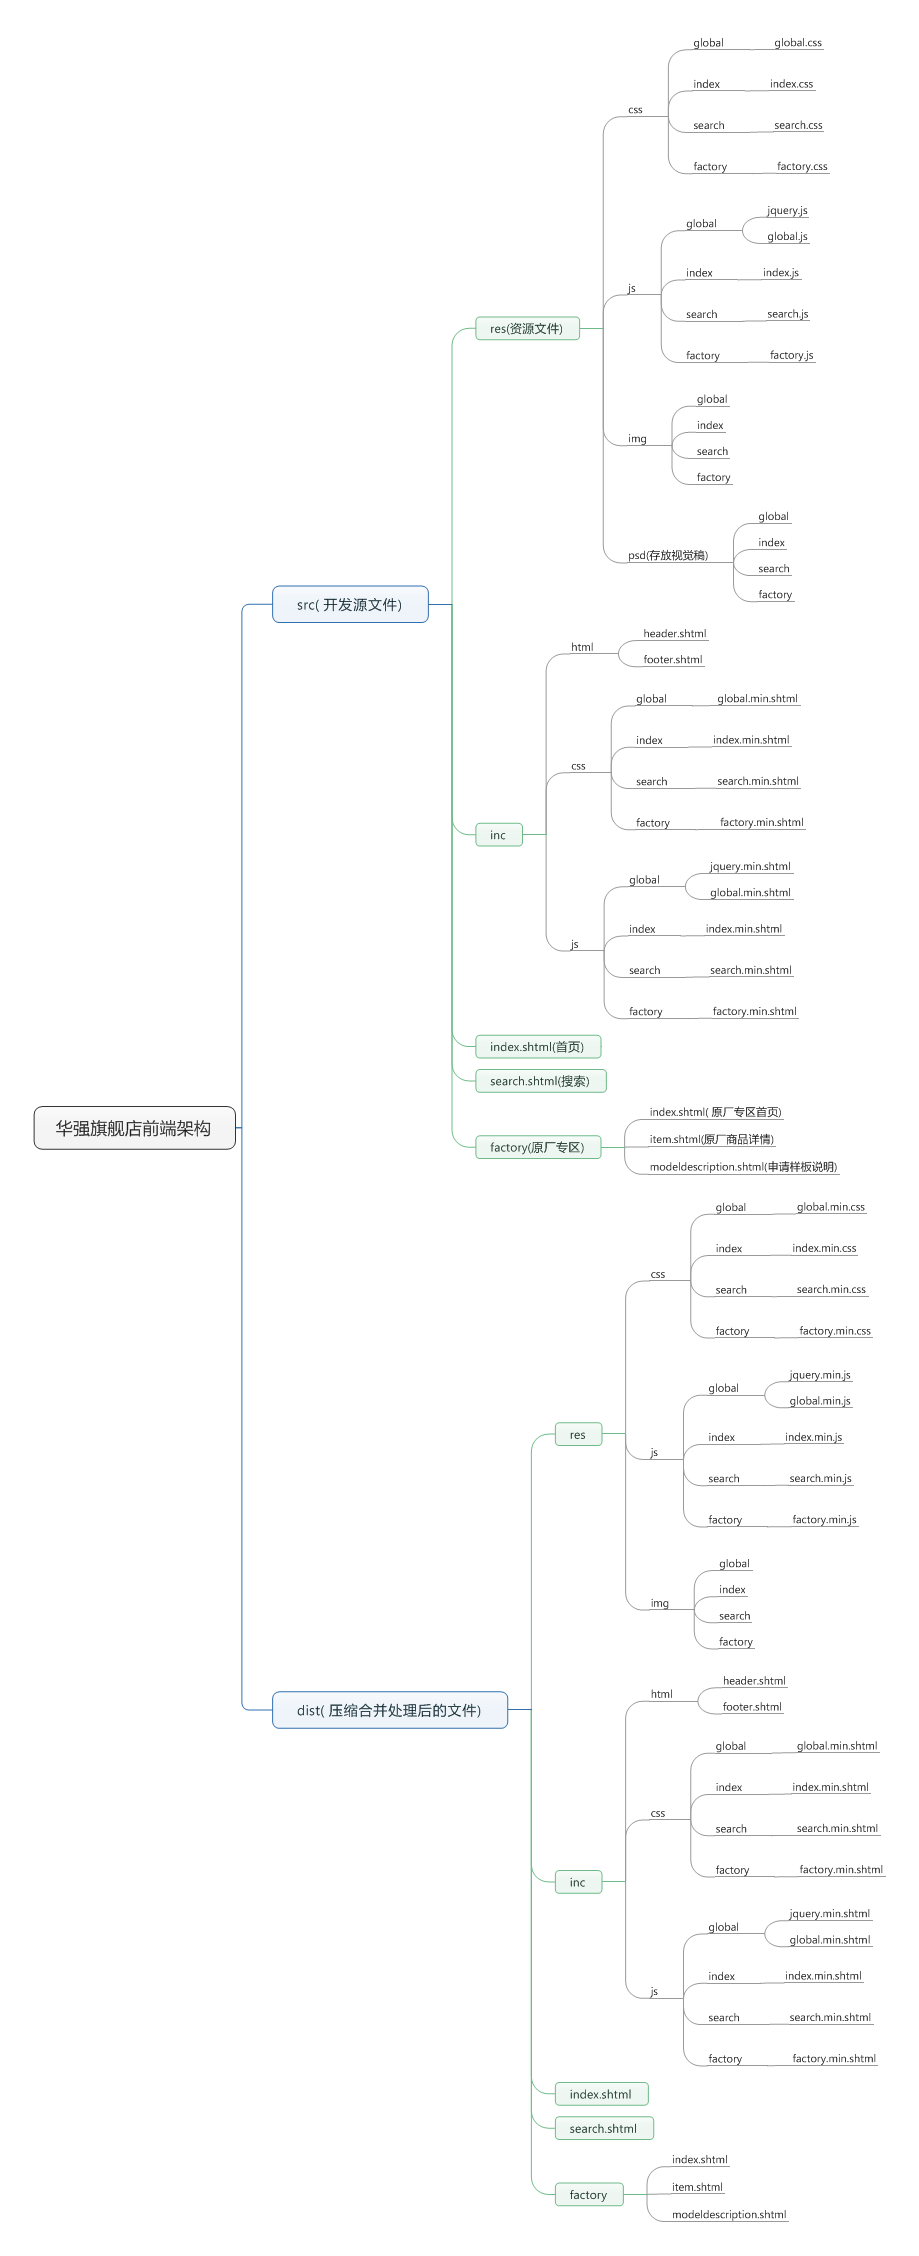 global
global.css
index
index.css
css
search
search.css
factory
factory.css
jquery.js
global
global.js
index
index.js
js
search
search.js
res(资源文件)
factory
factory.js
global
index
img
search
factory
global
index
psd(存放视觉稿)
search
factory
src( 开发源文件)
header.shtml
html
footer.shtml
global
global.min.shtml
index
index.min.shtml
css
search
search.min.shtml
factory
factory.min.shtml
inc
jquery.min.shtml
global
global.min.shtml
index
index.min.shtml
js
search
search.min.shtml
factory
factory.min.shtml
index.shtml(首页)
search.shtml(搜索)
华强旗舰店前端架构
index.shtml( 原厂专区首页)
factory(原厂专区)
item.shtml(原厂商品详情)
modeldescription.shtml(申请样板说明)
global
global.min.css
index
index.min.css
css
search
search.min.css
factory
factory.min.css
jquery.min.js
global
global.min.js
res
index
index.min.js
js
search
search.min.js
factory
factory.min.js
global
index
img
search
factory
dist( 压缩合并处理后的文件)
header.shtml
html
footer.shtml
global
global.min.shtml
index
index.min.shtml
css
search
search.min.shtml
factory
factory.min.shtml
inc
jquery.min.shtml
global
global.min.shtml
index
index.min.shtml
js
search
search.min.shtml
factory
factory.min.shtml
index.shtml
search.shtml
index.shtml
factory
item.shtml
modeldescription.shtml